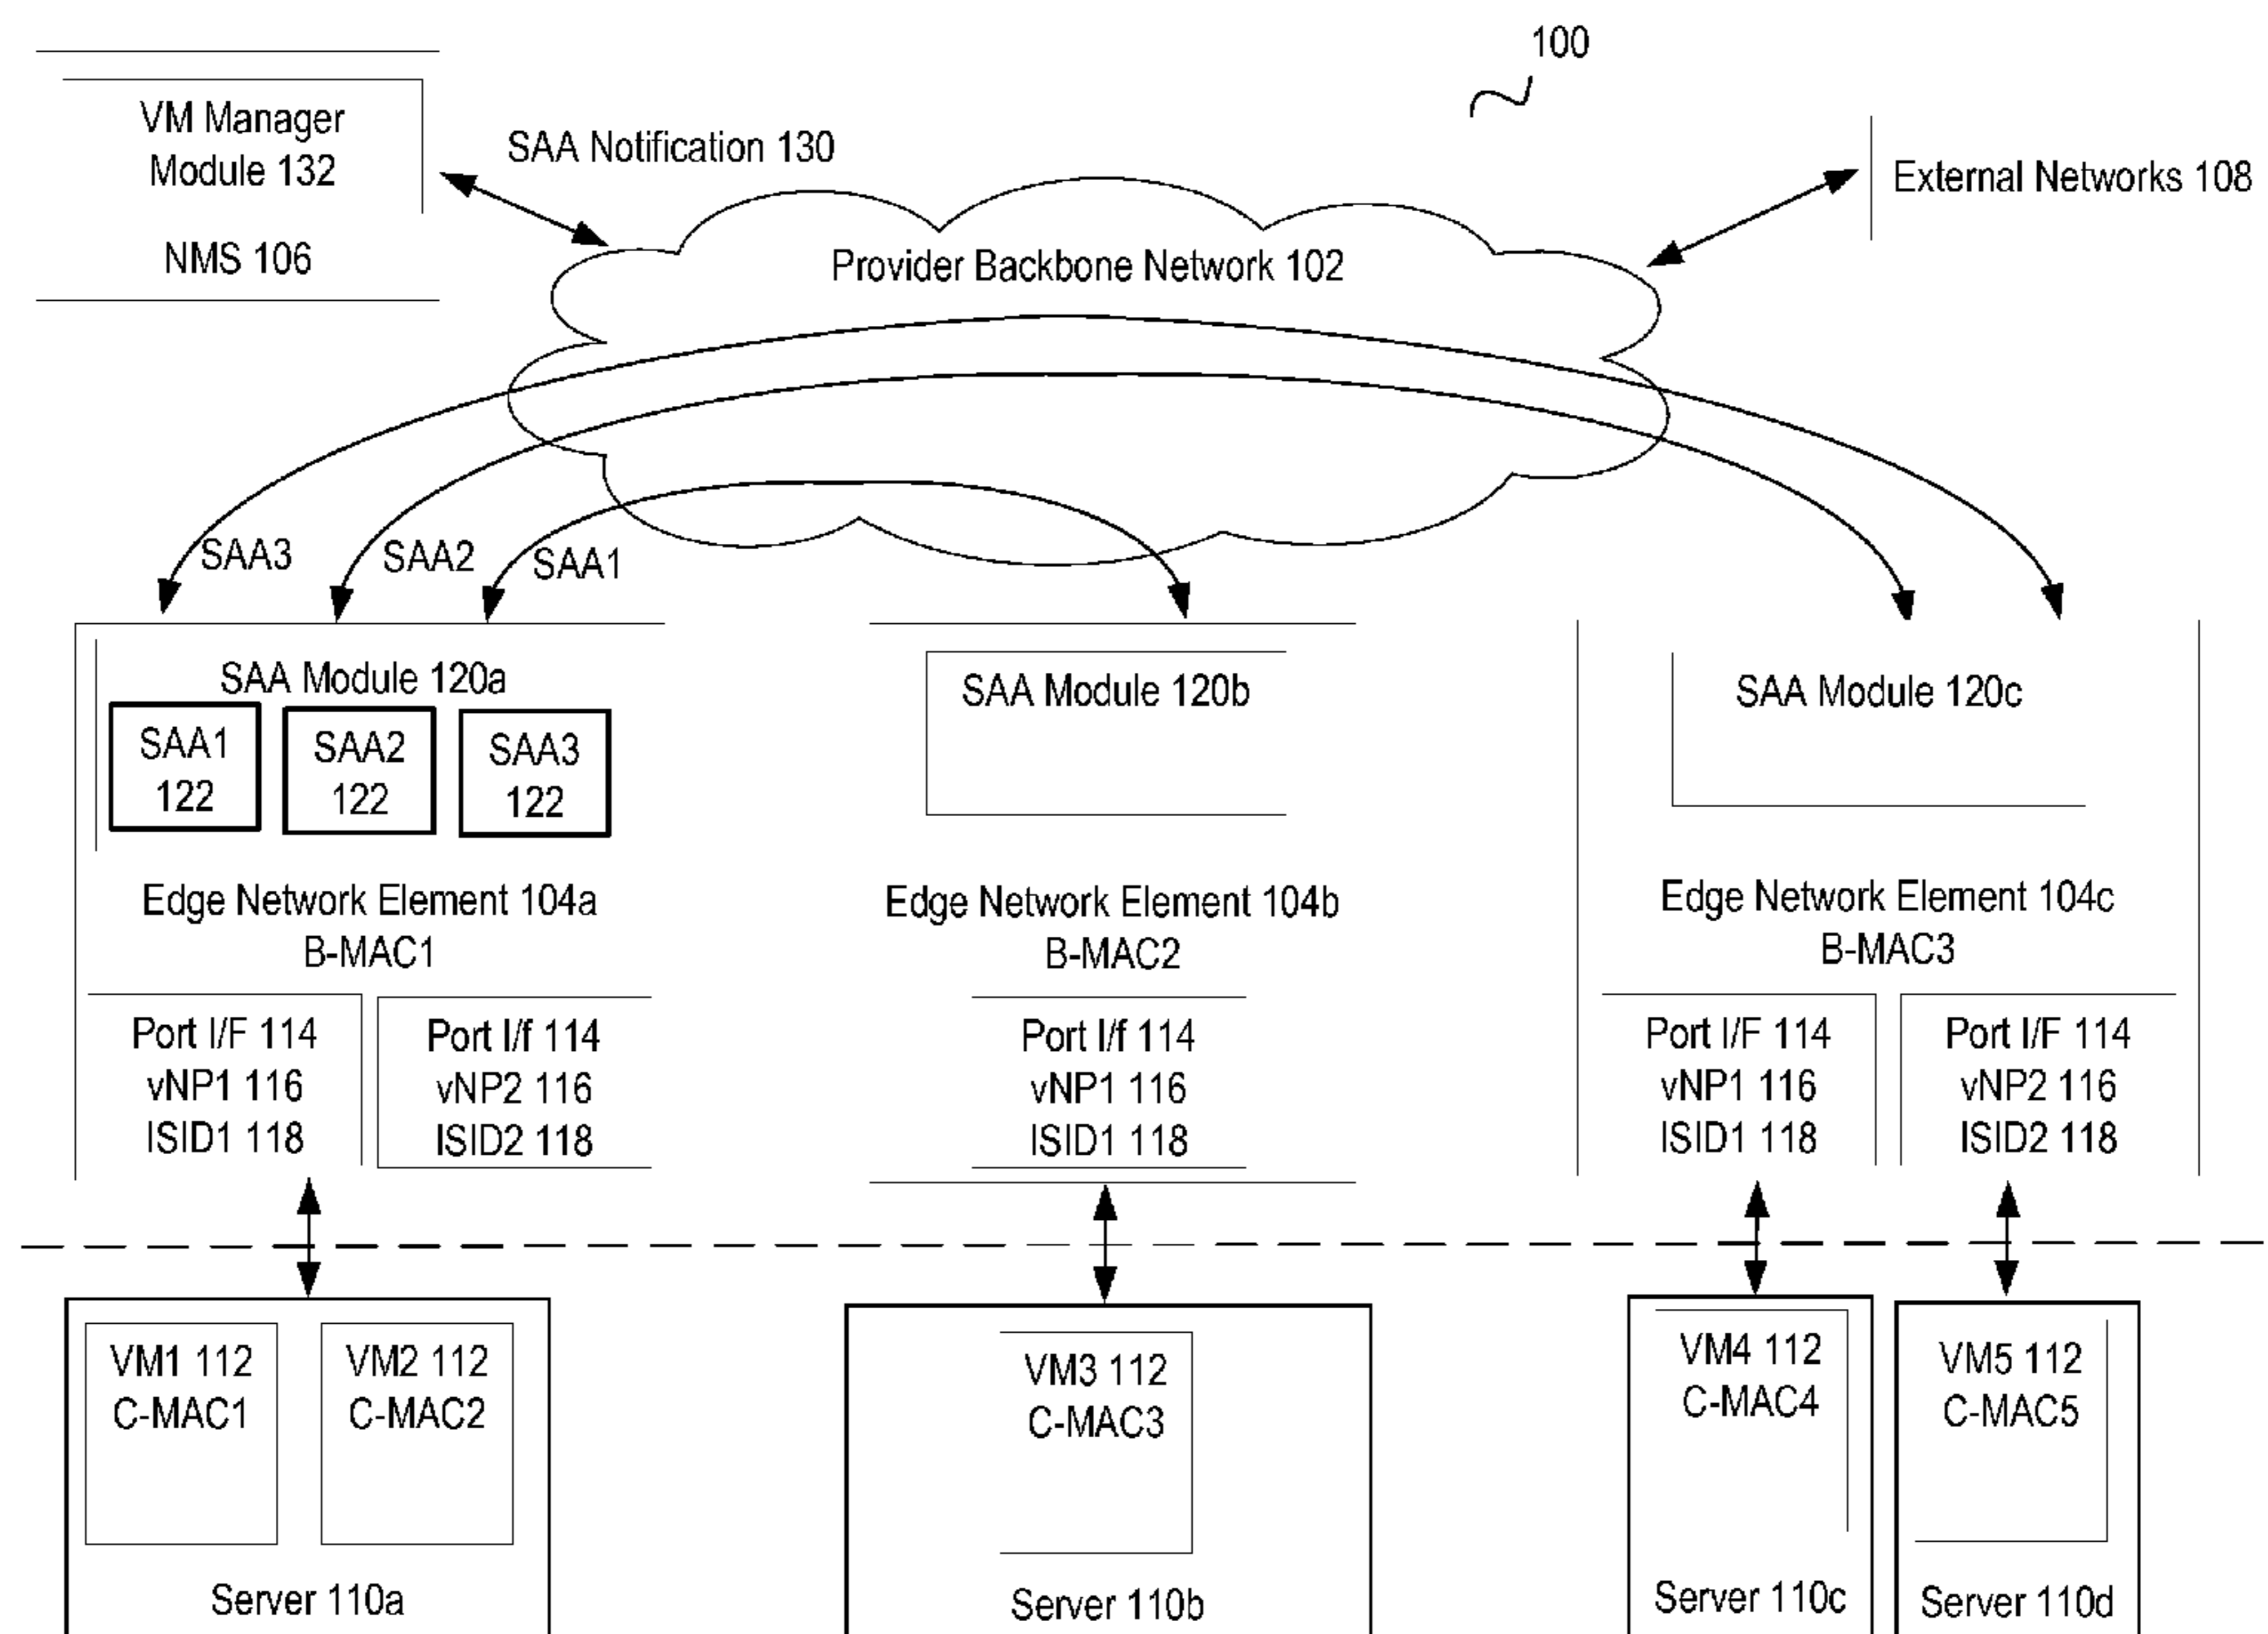 100
VM Manager
Module 132
NMS 106
SAA Notification 130
External Networks 108
Provider Backbone Network 102
SAA3
SAA2
SAA1
SAA Module 120a
SAA1
122
SAA2
122
SAA3
122
Edge Network Element 104a
B-MAC1
Port I/F 114
vNP1 116
ISID1 118
Port I/f 114
vNP2 116
ISID2 118
SAA Module 120b
Edge Network Element 104b
B-MAC2
Port I/f 114
vNP1 116
ISID1 118
SAA Module 120c
Edge Network Element 104c
B-MAC3
Port I/F 114
vNP1 116
ISID1 118
Port I/F 114
vNP2 116
ISID2 118
VM1 112
C-MAC1
VM2 112
C-MAC2
Server 110a
VM3 112
C-MAC3
Server 110b
VM4 112
C-MAC4
Server 110c
VM5 112
C-MAC5
Server 110d